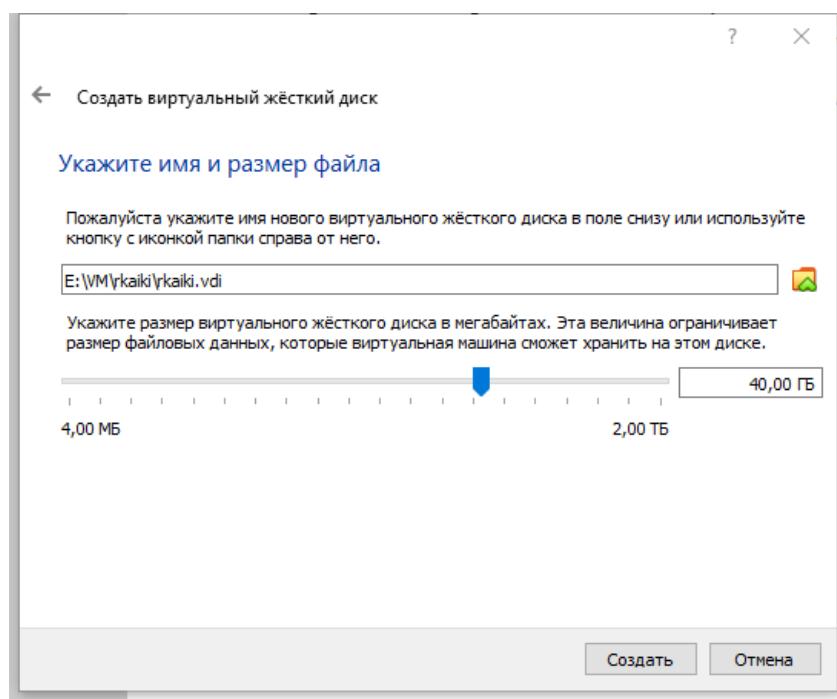 ?
Создать виртуальный жёсткий диск
Укажите имя и размер файла
Пожалуйста укажите имя нового виртуального жёсткого диска в поле снизу или используйте
кнопку с иконкой папки справа от него.
E:\VM\rkaiki\rkaiki.vdi
Укажите размер виртуального жёсткого диска в мегабайтах. Эта величина ограничивает
размер файловых данных, которые виртуальная машина сможет хранить на этом диске.
40,00 ГБ
4,00 МБ 2,00 ТБ
Создать Отмена